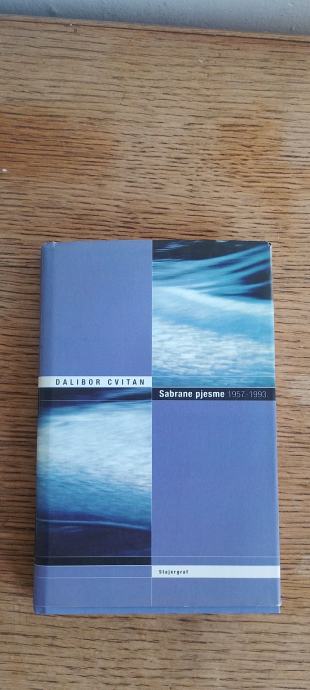 DALIBOR CVITAN
Sabrane pjesme 1957.-1993.
Stajergraf